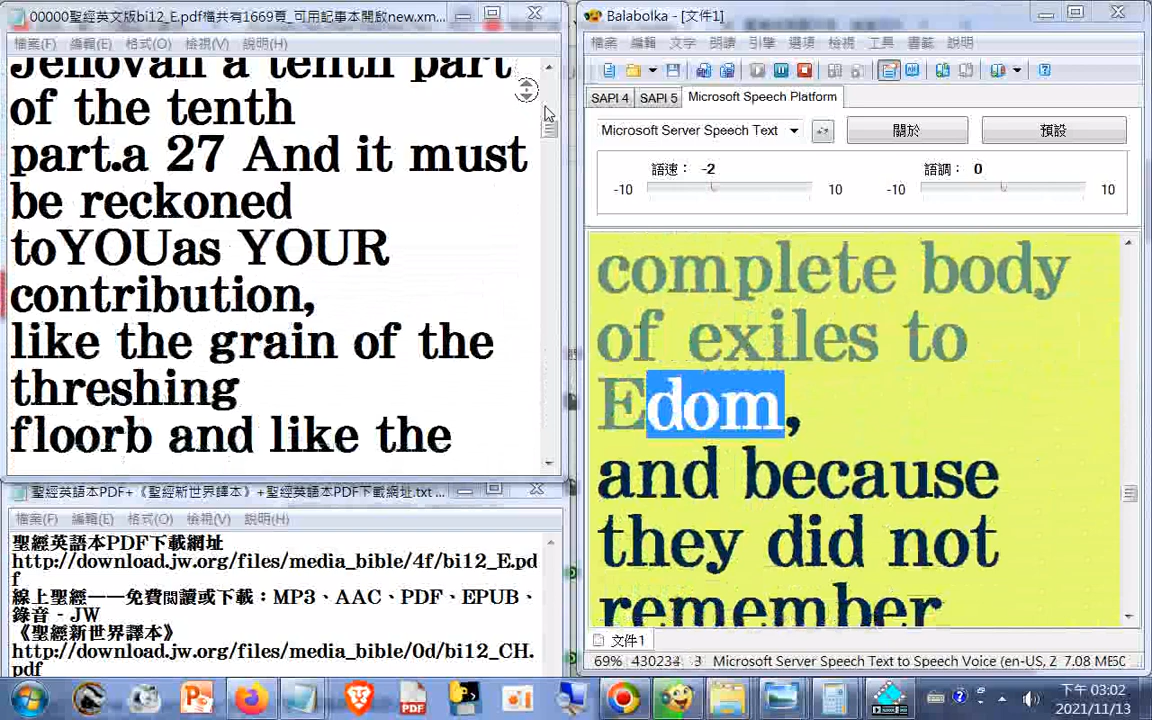 00000聖經英文版bi12_E.pdf檔共有1669頁_可用記事本開啟new.xm...
檔案(F) 編輯(E) 格式(O) 檢視(V) 說明(H)
Jehovah a tenth part
of the tenth
part.a 27 And it must
be reckoned
toYOUas YOUR
contribution,
like the grain of the
threshing
floorb and like the
聖經英語本PDF+《聖經新世界譯本》+聖經英語本PDF下載網址.txt ...
檔案(F) 編輯(E) 格式(O) 檢視(V) 說明(H)
聖經英語本PDF下載網址
http://download.jw.org/files/media_bible/4f/bi12_E.pd
f
線上聖經──免費閱讀或下載：MP3、AAC、PDF、EPUB、
錄音 - JW
《聖經新世界譯本》
http://download.jw.org/files/media_bible/0d/bi12_CH.
pdf
Balabolka - [文件1]
檔案 編輯 文字 朗讀 引擎 選項 檢視 工具 書籤 說明
SAPI 4 SAPI 5 Microsoft Speech Platform
Microsoft Server Speech Text 關於 預設
語速： -2 語調： 0
-10 10 -10 10
complete body
of exiles to
Edom,
and because
they did not
remember
文件1
69% 430234 Microsoft Server Speech Text to Speech Voice (en-US, Z 7.08 ME
PDF
下午 03:02
2021/11/13